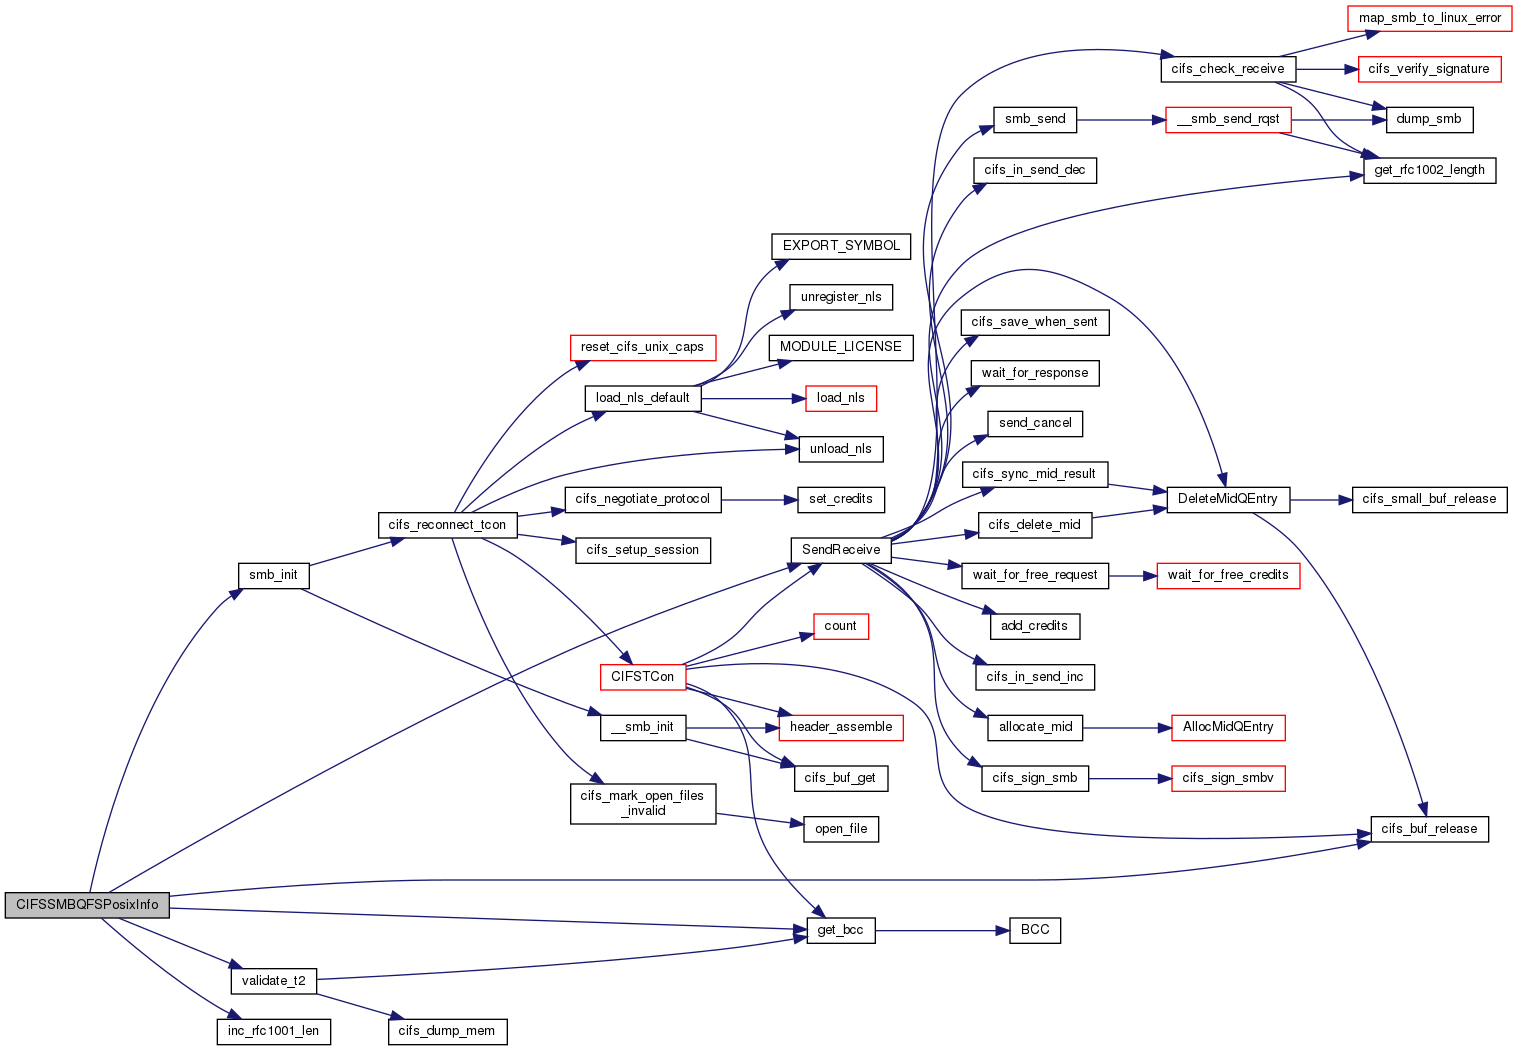 map_smb_to_linux_error
cifs_check_receive
cifs_verify_signature
smb_send
__smb_send_rqst
dump_smb
cifs_in_send_dec
get_rfc1002_length
EXPORT_SYMBOL
unregister_nls
cifs_save_when_sent
reset_cifs_unix_caps
MODULE_LICENSE
wait_for_response
load_nls_default
load_nls
send_cancel
unload_nls
cifs_sync_mid_result
cifs_negotiate_protocol
set_credits
DeleteMidQEntry
cifs_small_buf_release
cifs_reconnect_tcon
cifs_delete_mid
cifs_setup_session
SendReceive
smb_init
wait_for_free_request
wait_for_free_credits
count
add_credits
CIFSTCon
cifs_in_send_inc
__smb_init
header_assemble
allocate_mid
AllocMidQEntry
cifs_buf_get
cifs_sign_smb
cifs_sign_smbv
cifs_mark_open_files
_invalid
open_file
cifs_buf_release
CIFSSMBQFSPosixInfo
get_bcc
BCC
validate_t2
inc_rfc1001_len
cifs_dump_mem